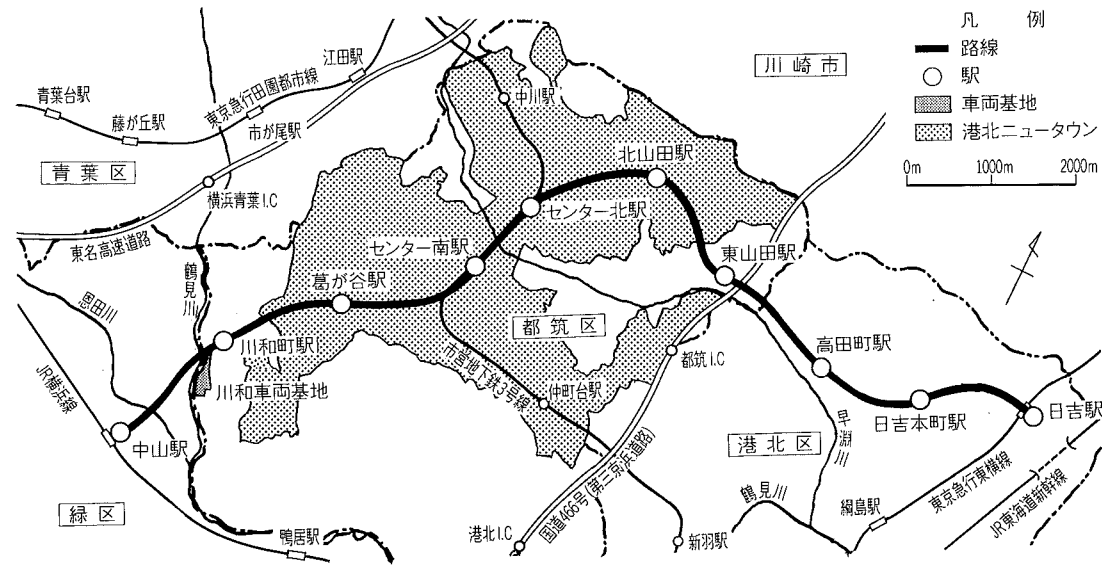 凡 例
路線
駅
車両基地
港北ニュータウン
0m 1000m 2000m
川崎市
江田駅
東京急行田園都市線
青葉台駅
藤が丘駅
市が尾駅
青葉区
横浜青葉I.C
東名高速道路
中川駅
北山田駅
センター北駅
センター南駅
東山田駅
葛が谷駅
鶴見川
恩田川
都筑区
川和町駅
川和車両基地
市営地下鉄3号線
仲町台駅
都筑I.C
高田町駅
JR横浜線
中山駅
日吉本町駅
日吉駅
港北区
早淵川
国道466号(第三京浜道路)
緑区
鴨居駅
港北I.C
新羽駅
鶴見川
綱島駅
東京急行東横線
JR東海道新幹線